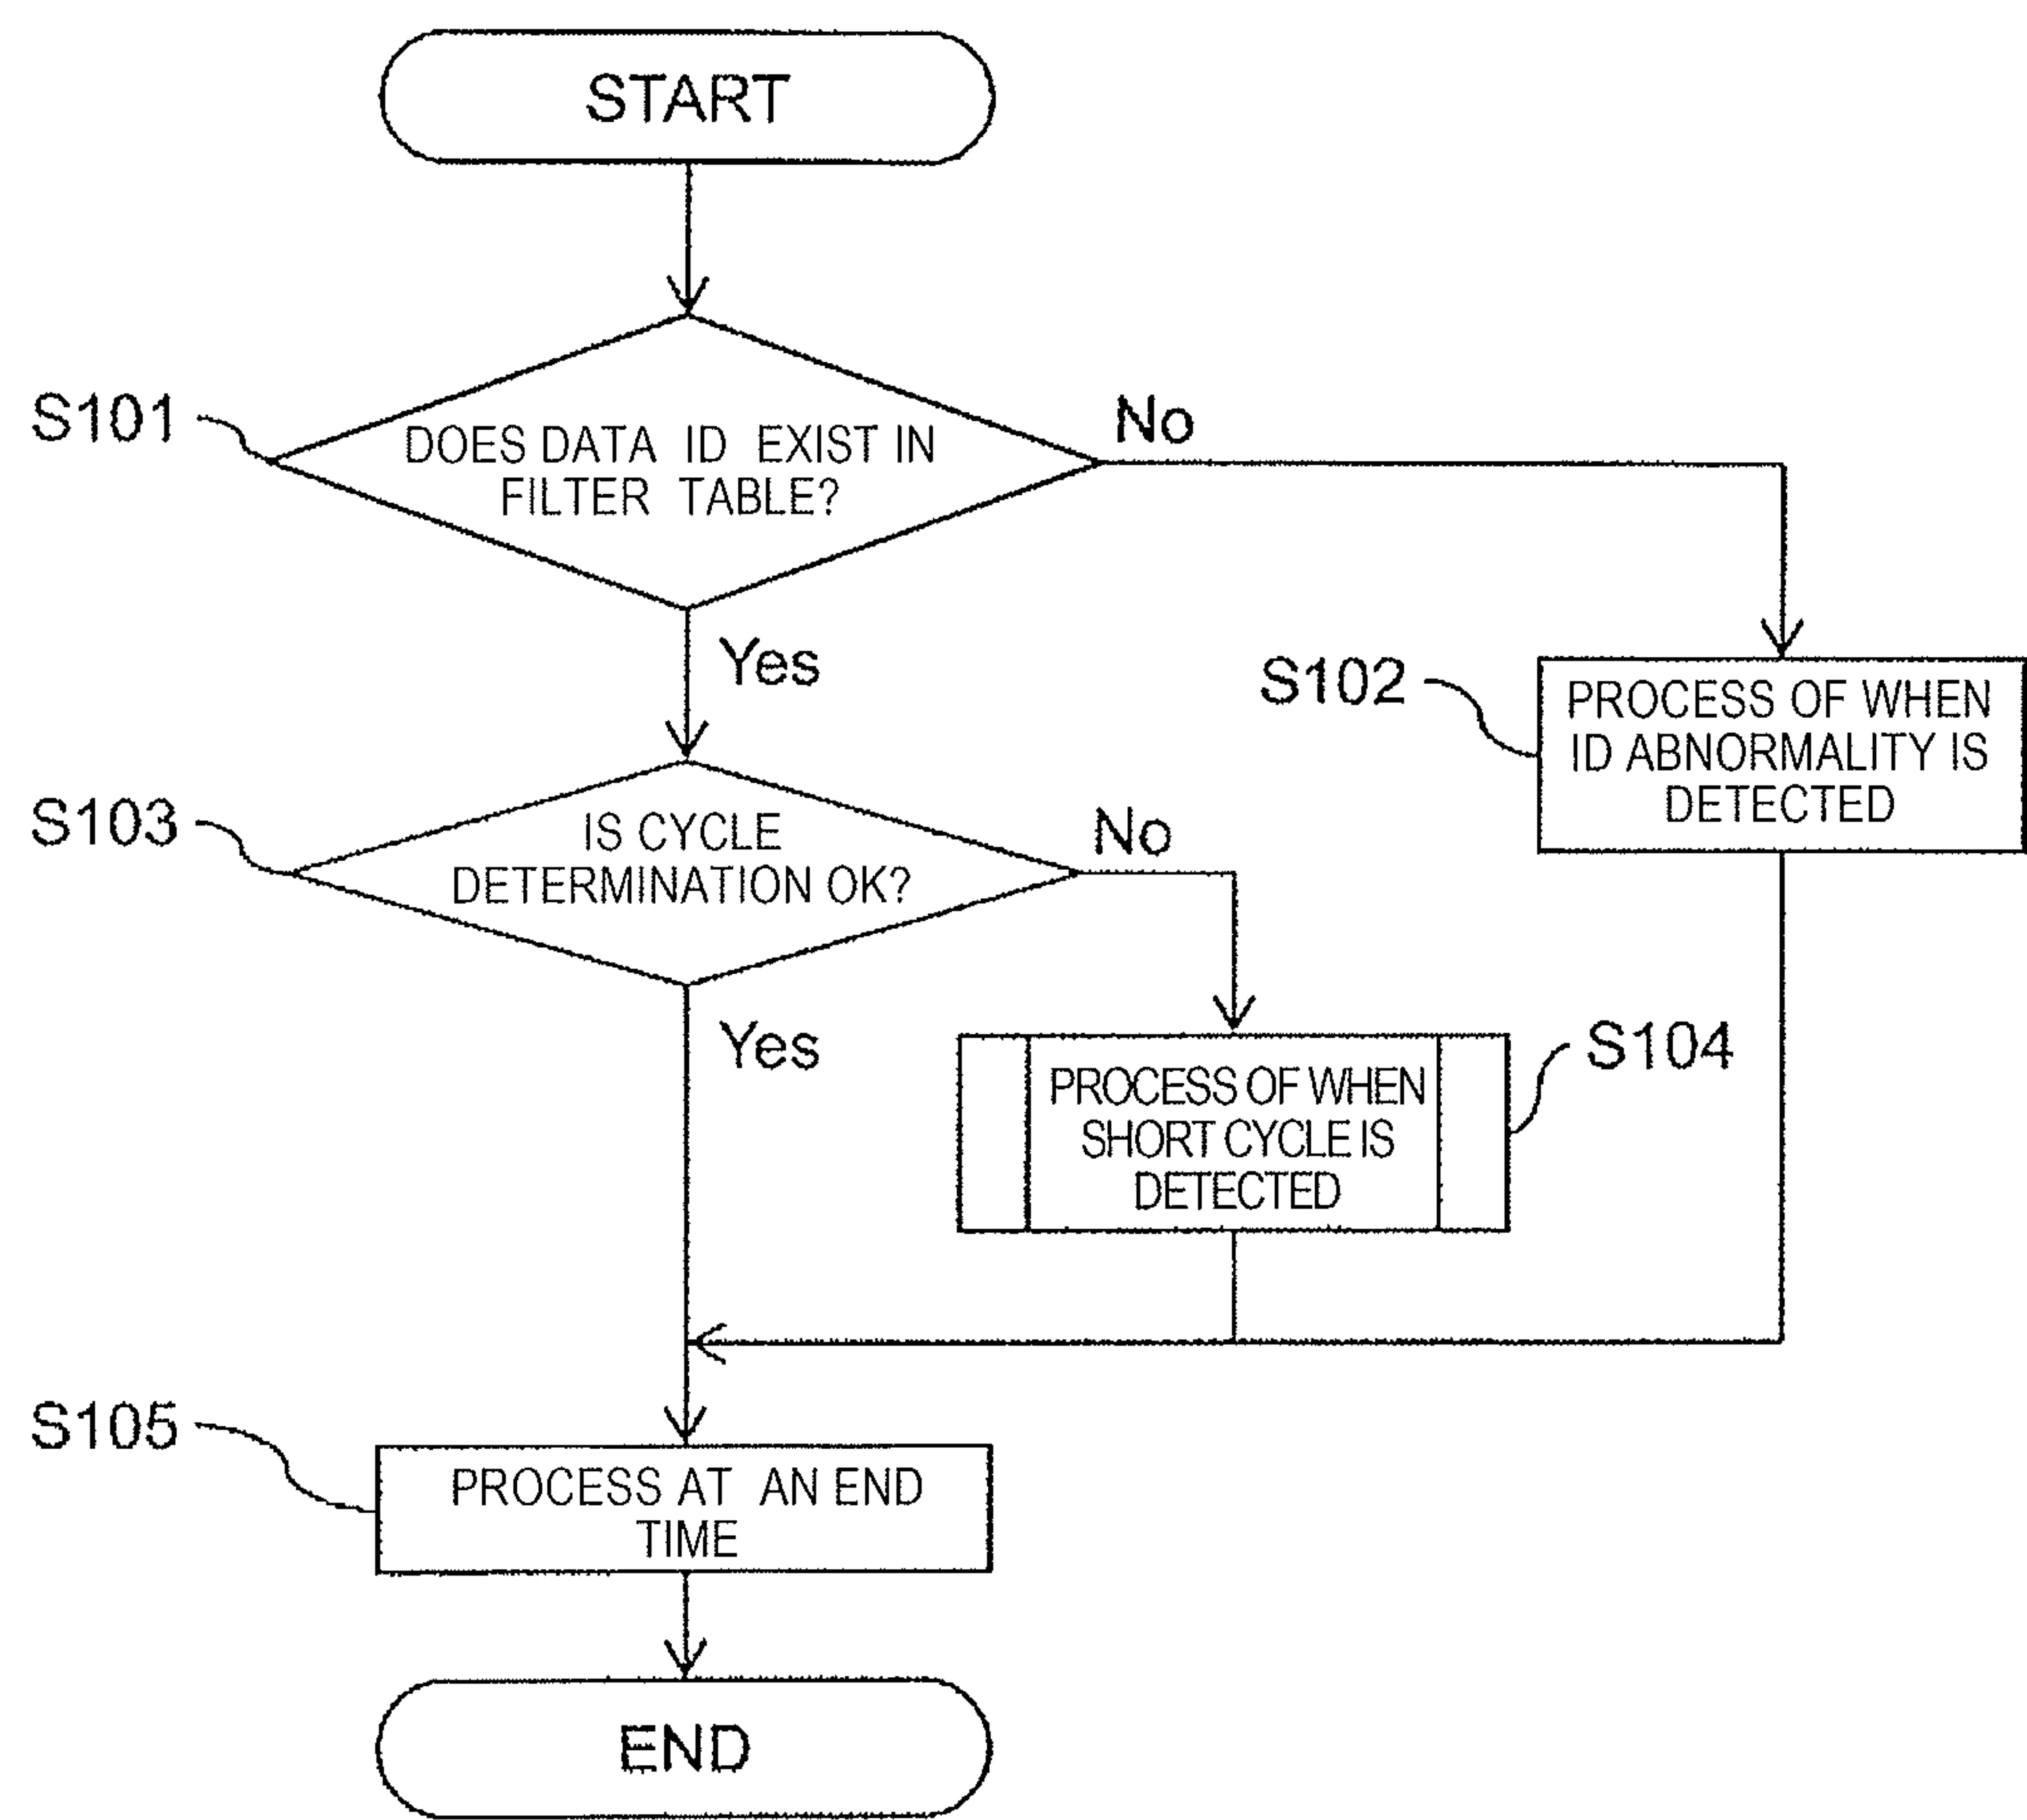 START
S101
DOES DATA ID EXIST IN
FILTER TABLE?
No
Yes
S102
PROCESS OF WHEN
ID ABNORMALITY IS
DETECTED
S103
IS CYCLE
DETERMINATION OK?
No
Yes
S104
PROCESS OF WHEN
SHORT CYCLE IS
DETECTED
S105
PROCESS AT AN END
TIME
END